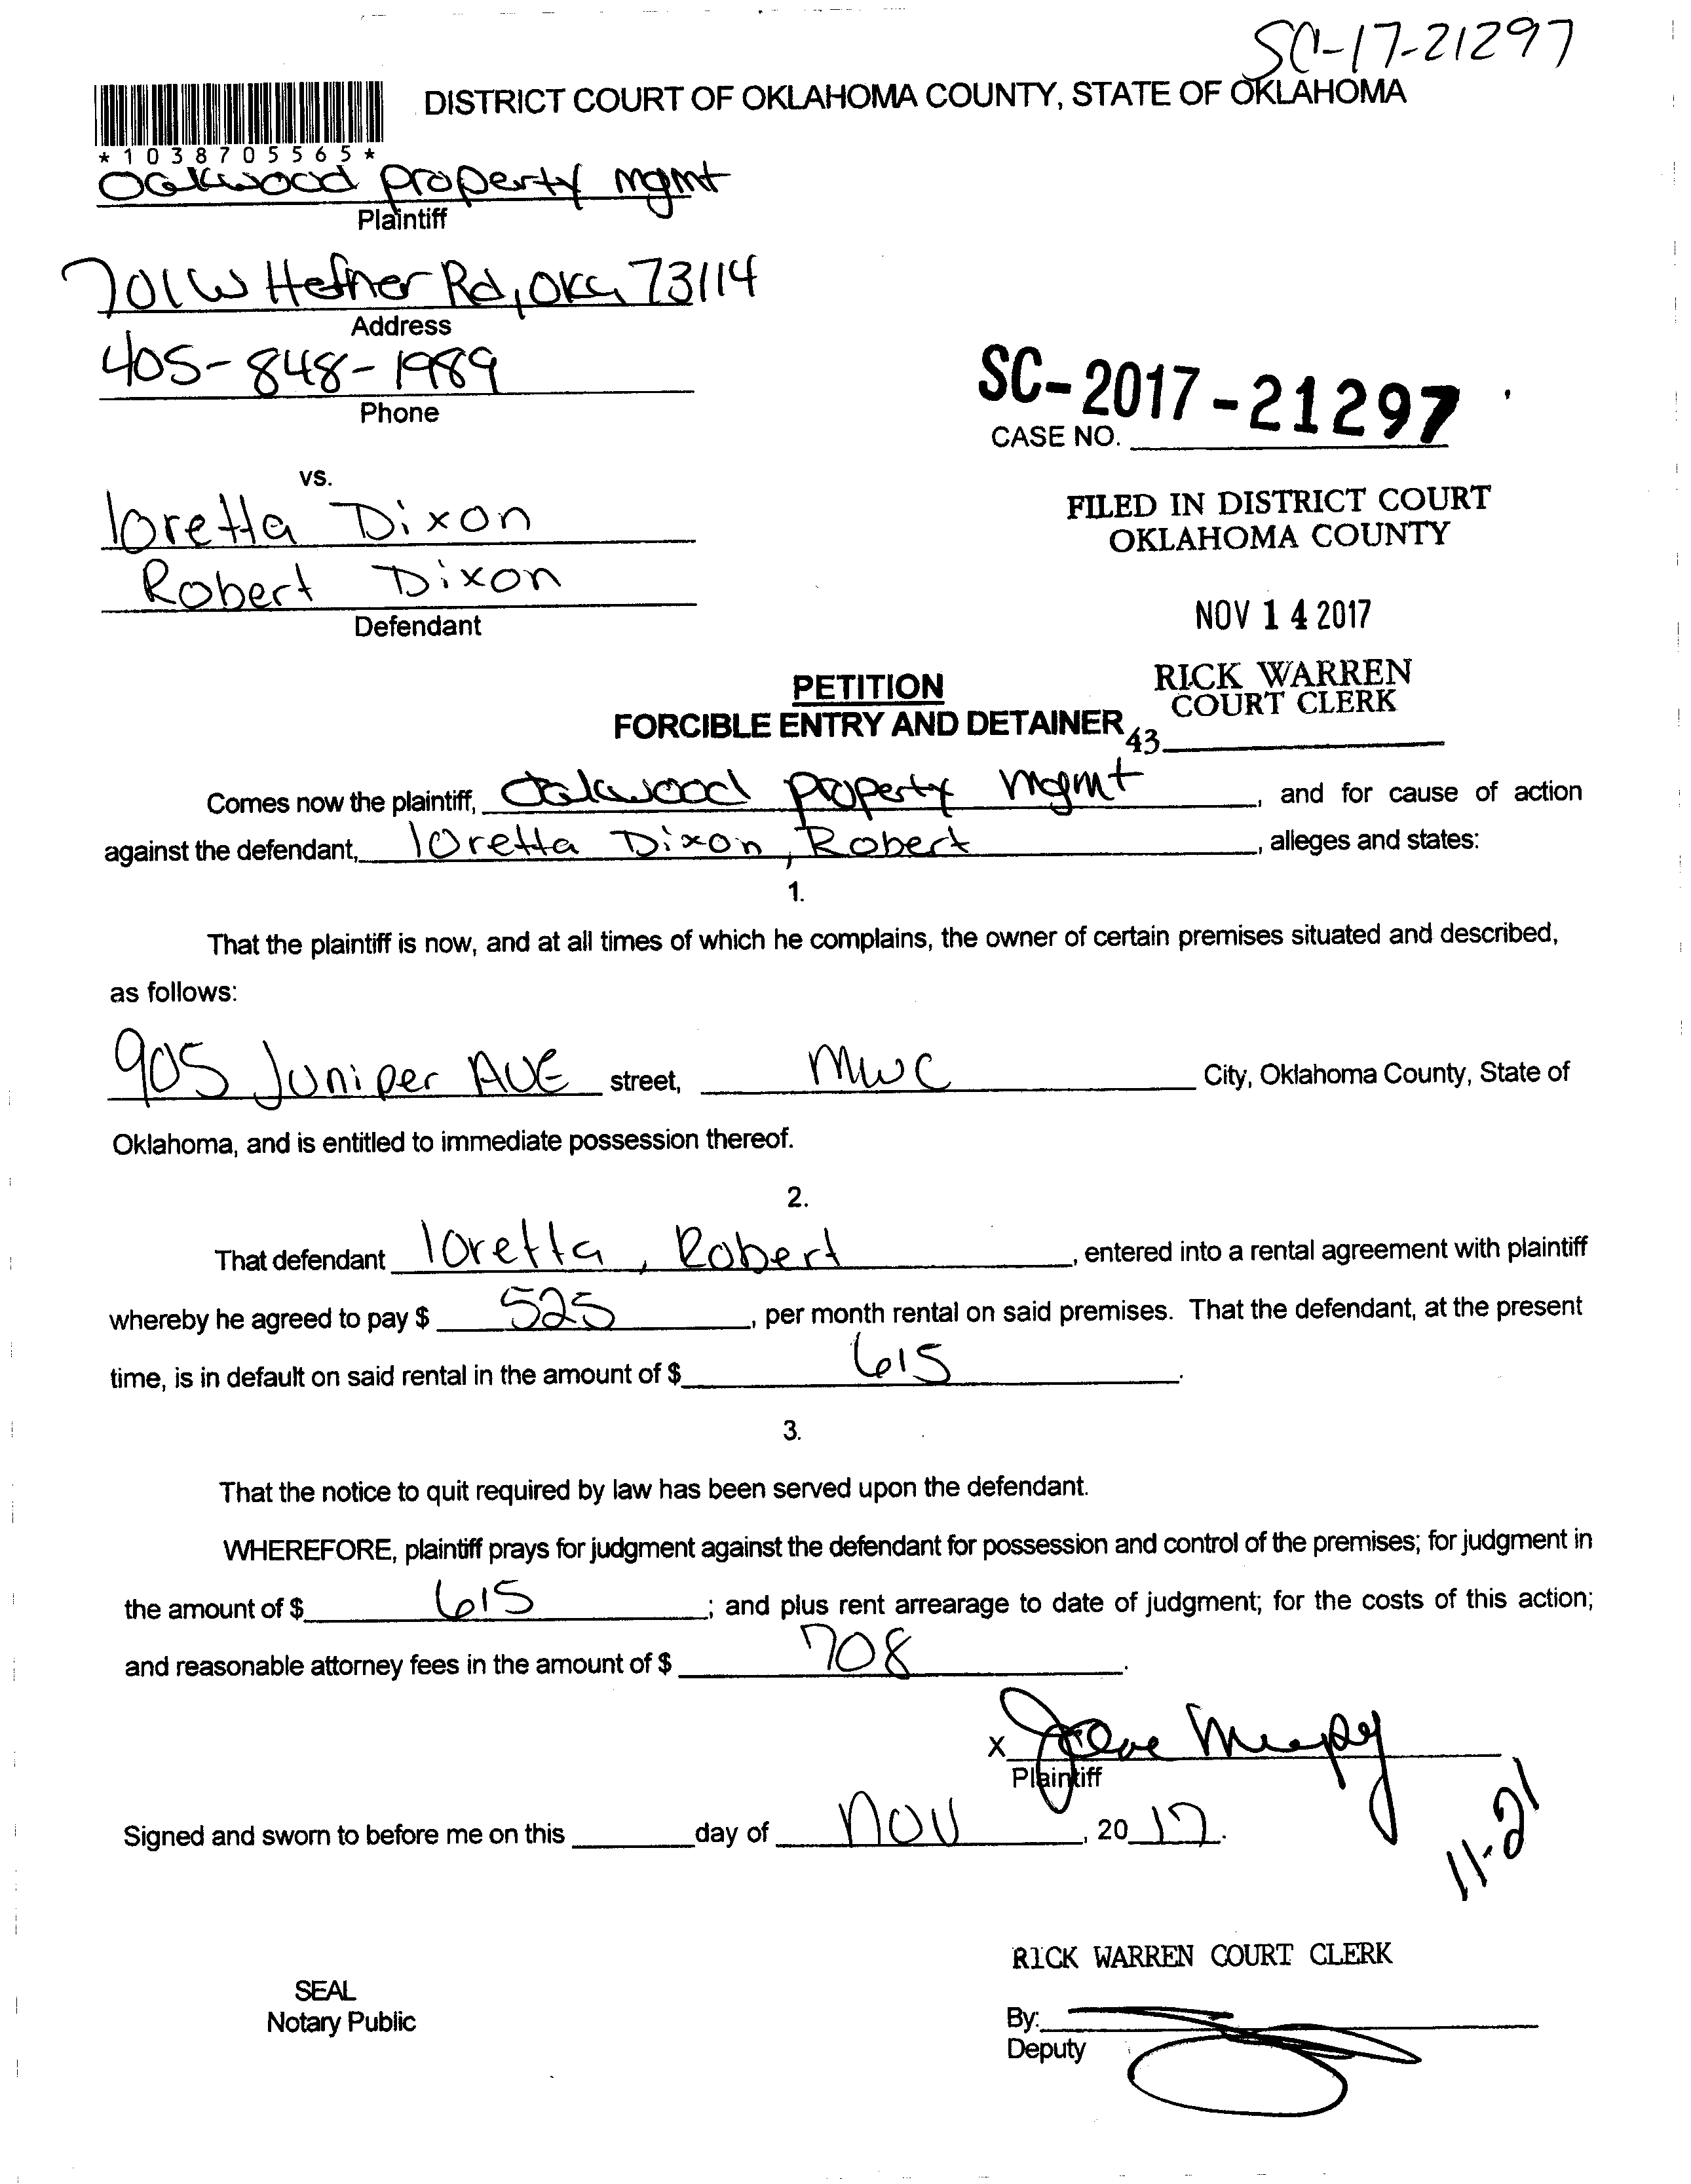 SC-17-21297
DISTRICT COURT OF OKLAHOMA COUNTY, STATE OF OKLAHOMA
*1038705565*
Oakwood property mgmt
Plaintiff
701 W Hefner Rd, OKC, 73114
Address
405-848-1989
Phone
SC-2017-21297
CASE NO.
vs.
loretta Dixon
Robert Dixon
Defendant
FILED IN DISTRICT COURT
OKLAHOMA COUNTY
NOV 14 2017
RICK WARREN
COURT CLERK
43
PETITION
FORCIBLE ENTRY AND DETAINER
Comes now the plaintiff, Oakwood property mgmt, and for cause of action
against the defendant, loretta Dixon, Robert, alleges and states:
1.
That the plaintiff is now, and at all times of which he complains, the owner of certain premises situated and described,
as follows:
905 Juniper AVE street, MWC City, Oklahoma County, State of
Oklahoma, and is entitled to immediate possession thereof.
2.
That defendant loretta, Robert, entered into a rental agreement with plaintiff
whereby he agreed to pay $ 525, per month rental on said premises. That the defendant, at the present
time, is in default on said rental in the amount of $ 615.
3.
That the notice to quit required by law has been served upon the defendant.
WHEREFORE, plaintiff prays for judgment against the defendant for possession and control of the premises; for judgment in
the amount of $ 615; and plus rent arrearage to date of judgment; for the costs of this action;
and reasonable attorney fees in the amount of $ 708.
X
Plaintiff
Signed and sworn to before me on this ____ day of nov, 2017.
11-21
RICK WARREN COURT CLERK
SEAL
Notary Public
By:
Deputy